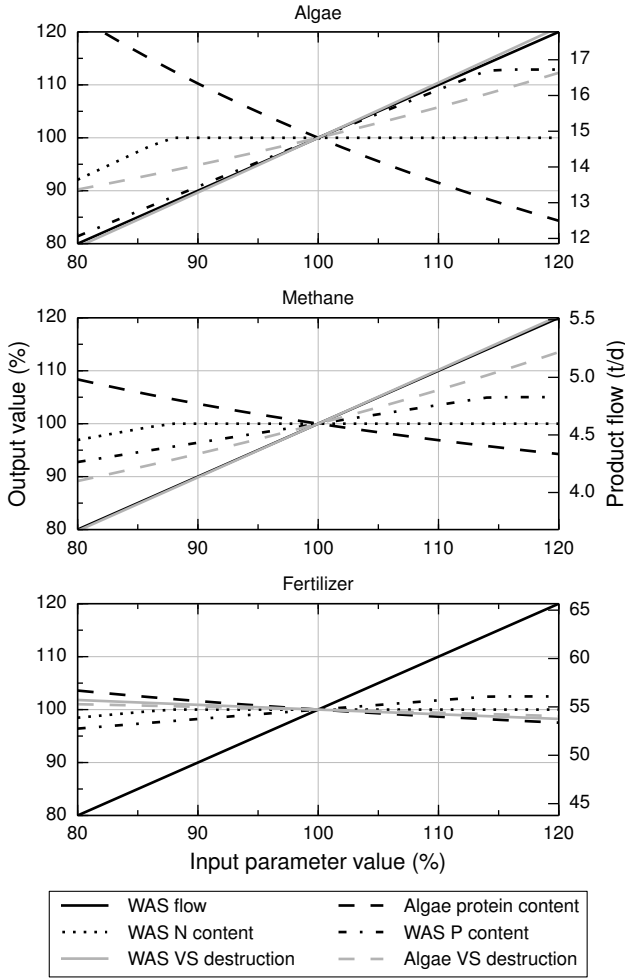 Algae
120
110
100
90
80
17
16
15
14
13
12
80 90 100 110 120
Methane
120
110
100
90
80
5.5
5.0
4.5
4.0
80 90 100 110 120
Output value (%)
Product flow (t/d)
Fertilizer
120
110
100
90
80
65
60
55
50
45
80 90 100 110 120
Input parameter value (%)
WAS flow
Algae protein content
WAS N content
WAS P content
WAS VS destruction
Algae VS destruction